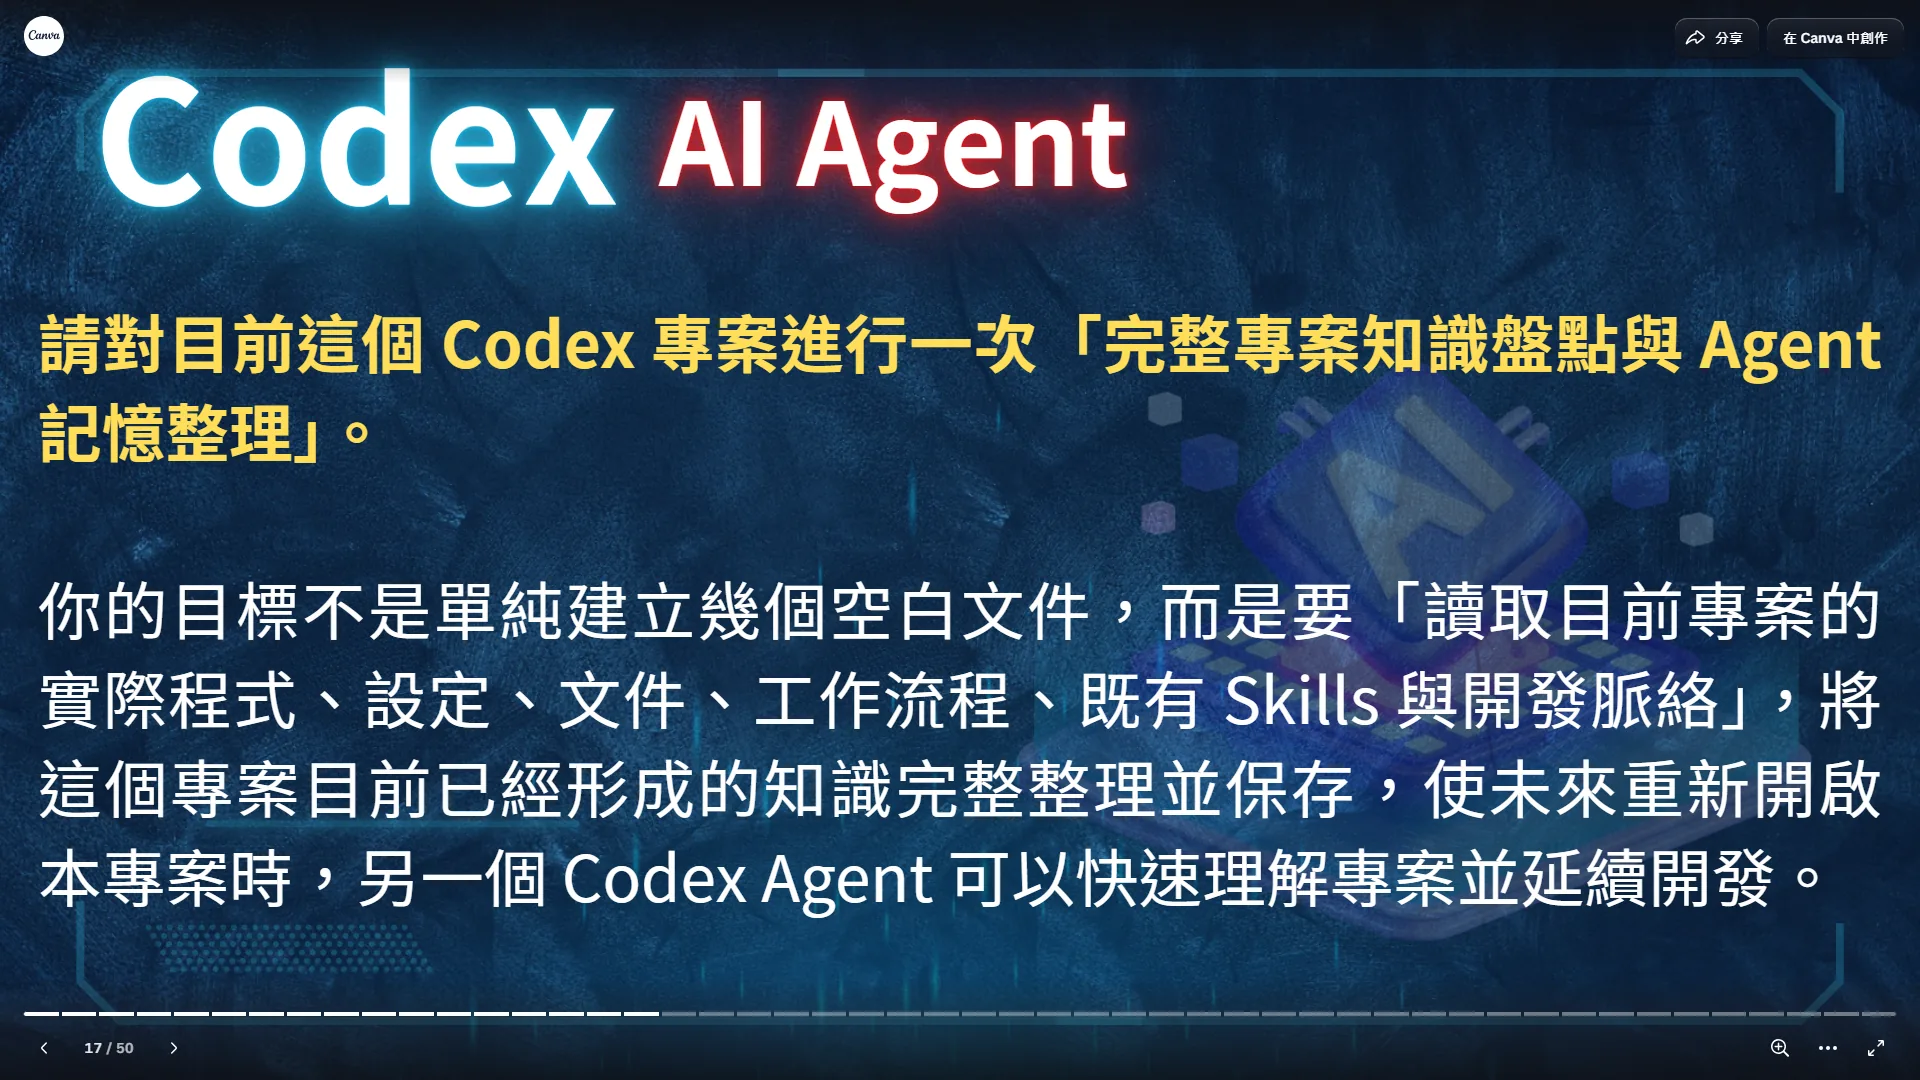 Canva
分享
在 Canva 中創作
Codex AI Agent
請對目前這個 Codex 專案進行一次「完整專案知識盤點與 Agent
記憶整理」。
你的目標不是單純建立幾個空白文件，而是要「讀取目前專案的
實際程式、設定、文件、工作流程、既有 Skills 與開發脈絡」，將
這個專案目前已經形成的知識完整整理並保存，使未來重新開啟
本專案時，另一個 Codex Agent 可以快速理解專案並延續開發。
AI
17 / 50